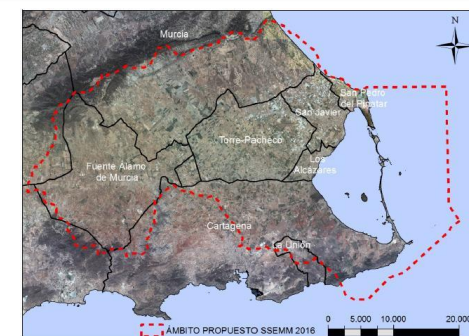 N
Murcia
San Pedro
del Pinatar
San Javier
Torre-Pacheco
Los
Alcázares
Fuente Álamo
de Murcia
Cartagena
La Unión
ÁMBITO PROPUESTO SSEMM 2016
0 5.000 10.000 20.000